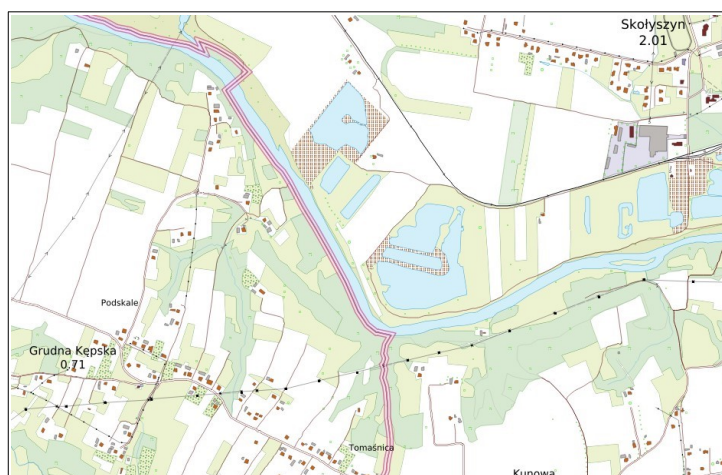 Skołyszyn
2.01
Podskale
Grudna Kępska
0.71
Tomaśnica
Kunowa